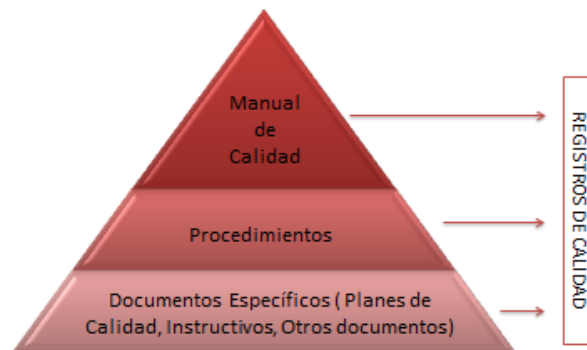 Manual
de
Calidad
Procedimientos
Documentos Específicos ( Planes de
Calidad, Instructivos, Otros documentos)
REGISTROS DE CALIDAD